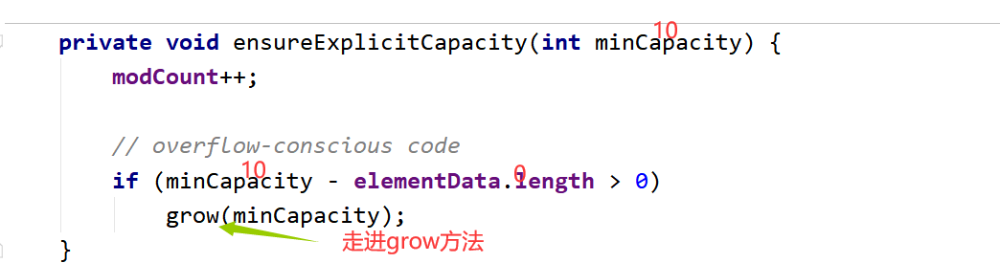 10
private void ensureExplicitCapacity(int minCapacity) {
modCount++;
// overflow-conscious code
10 0
if (minCapacity - elementData.length > 0)
grow(minCapacity);
走进grow方法
}